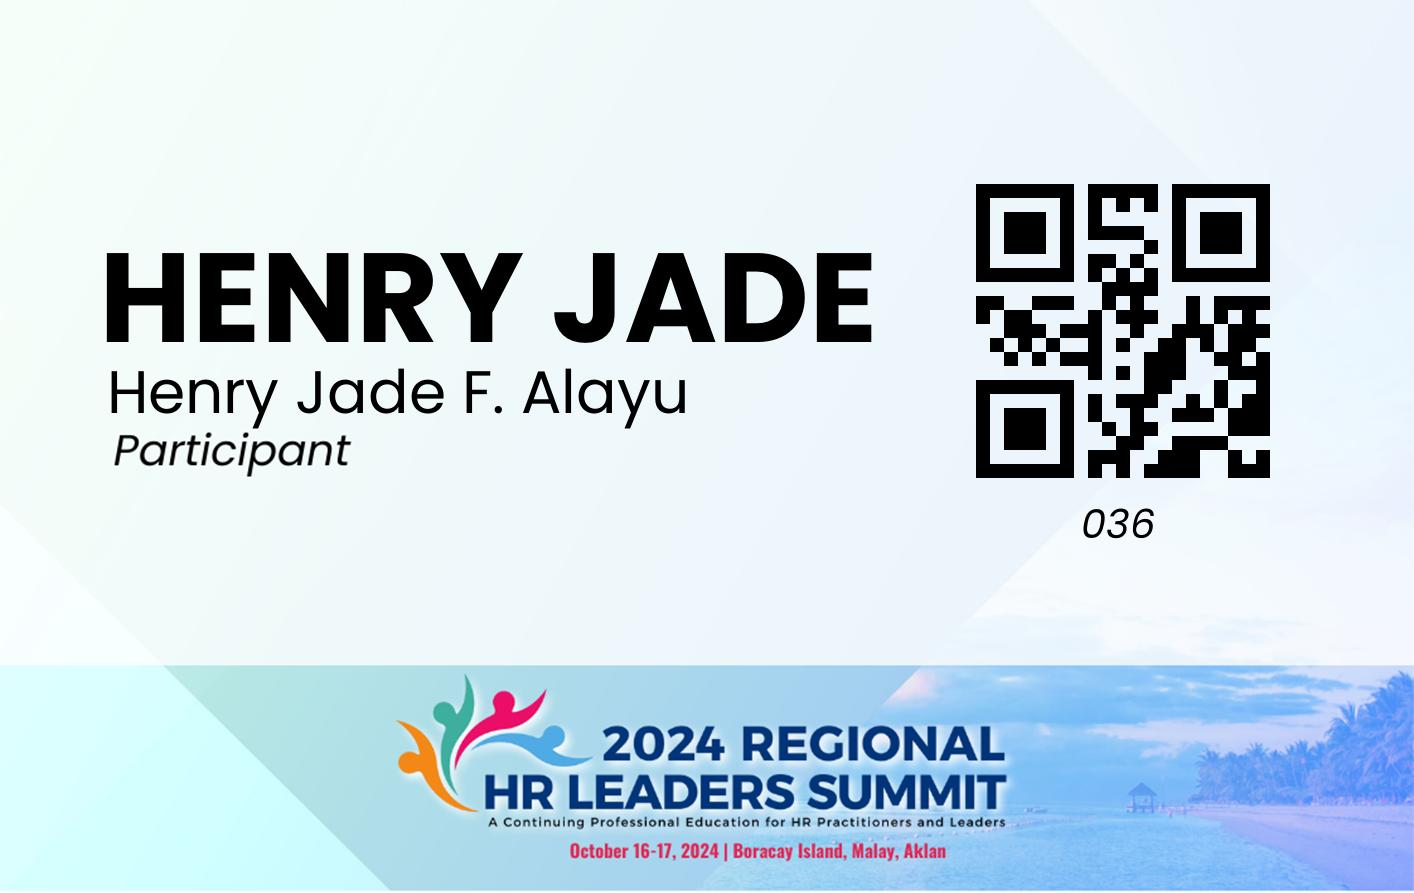 HENRY JADE
Henry Jade F. Alayu
Participant
036
2024 REGIONAL
HR LEADERS SUMMIT
A Continuing Professional Education for HR Practitioners and Leaders
October 16-17, 2024 | Boracay Island, Malay, Aklan